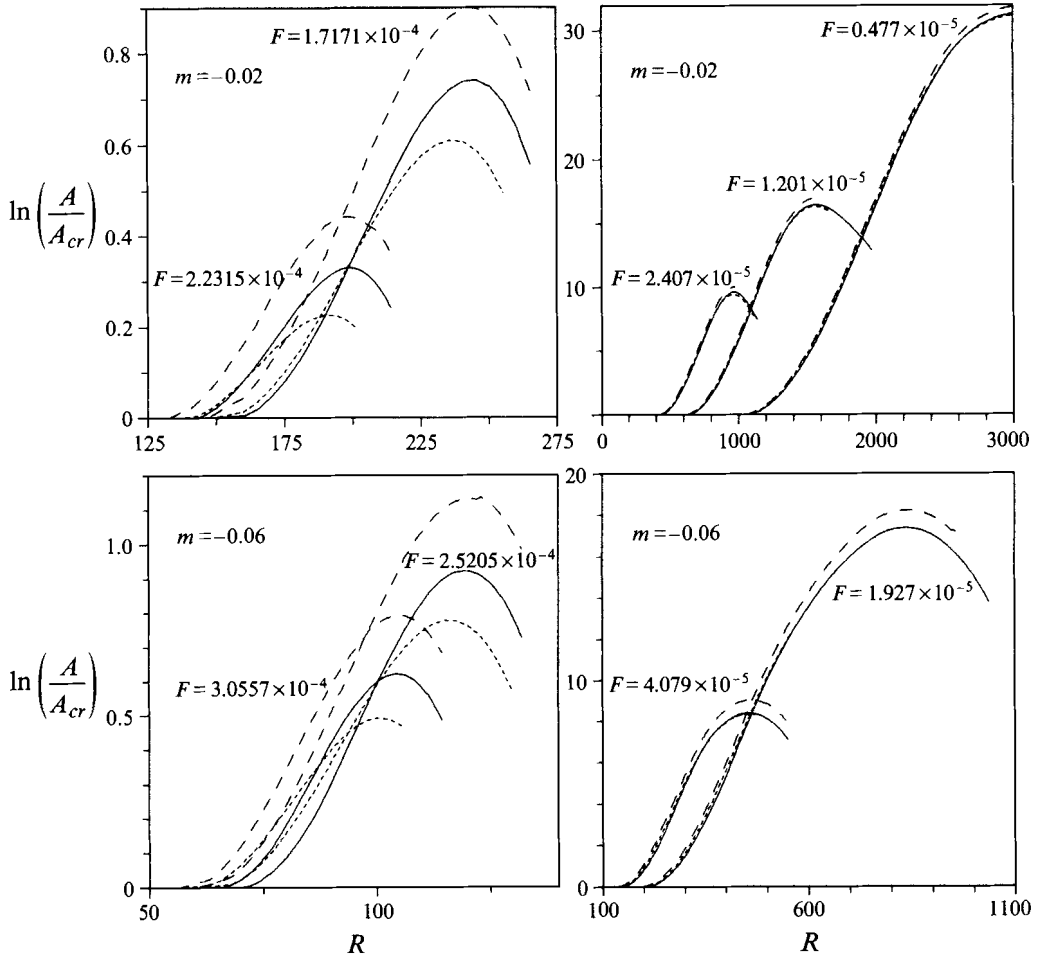 F=1.7171×10⁻⁴
m=−0.02
ln(A/A_cr)
F=2.2315×10⁻⁴
0.8
0.6
0.4
0.2
0
125
175
225
275
F=0.477×10⁻⁵
m=−0.02
F=1.201×10⁻⁵
F=2.407×10⁻⁵
30
20
10
0
1000
2000
3000
m=−0.06
F=2.5205×10⁻⁴
ln(A/A_cr)
F=3.0557×10⁻⁴
1.0
0.5
0
50
100
R
m=−0.06
F=1.927×10⁻⁵
F=4.079×10⁻⁵
20
10
0
100
600
1100
R